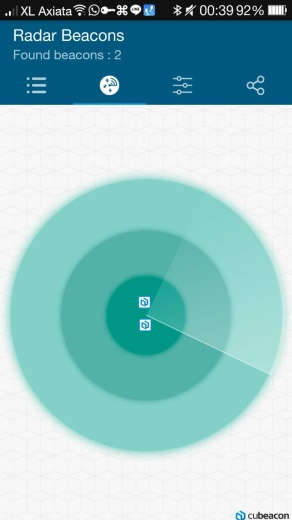 XL Axiata 00:39 92%
Radar Beacons
Found beacons : 2
cubeacon